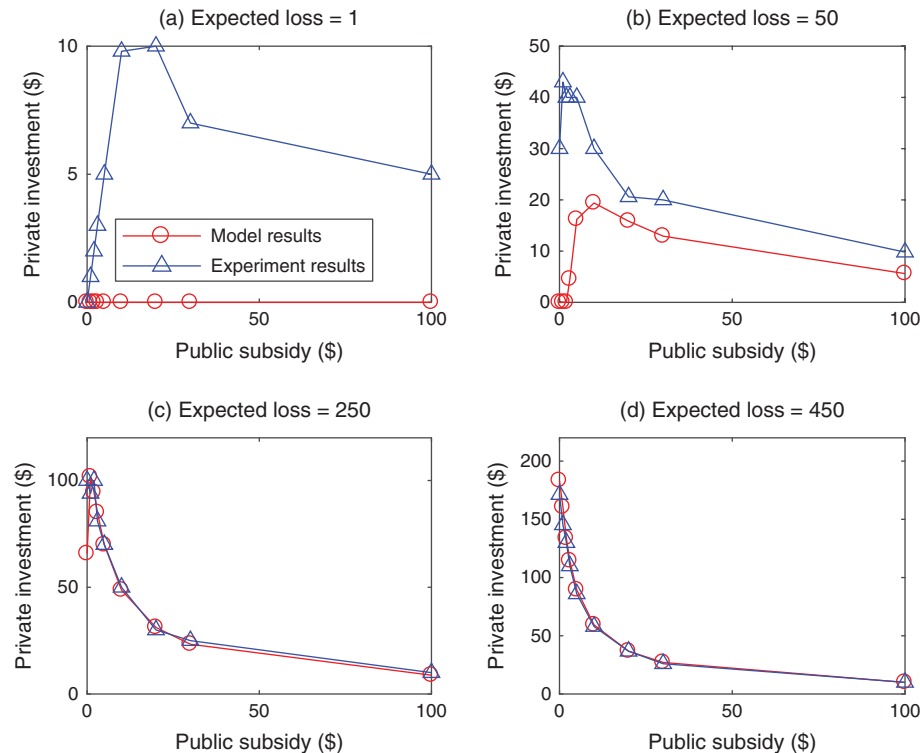 (a) Expected loss = 1
10
5
0
Private investment ($)
Model results
Experiment results
0
50
100
Public subsidy ($)
(b) Expected loss = 50
50
40
30
20
10
0
Private investment ($)
0
50
100
Public subsidy ($)
(c) Expected loss = 250
100
50
0
Private investment ($)
0
50
100
Public subsidy ($)
(d) Expected loss = 450
200
150
100
50
0
Private investment ($)
0
50
100
Public subsidy ($)